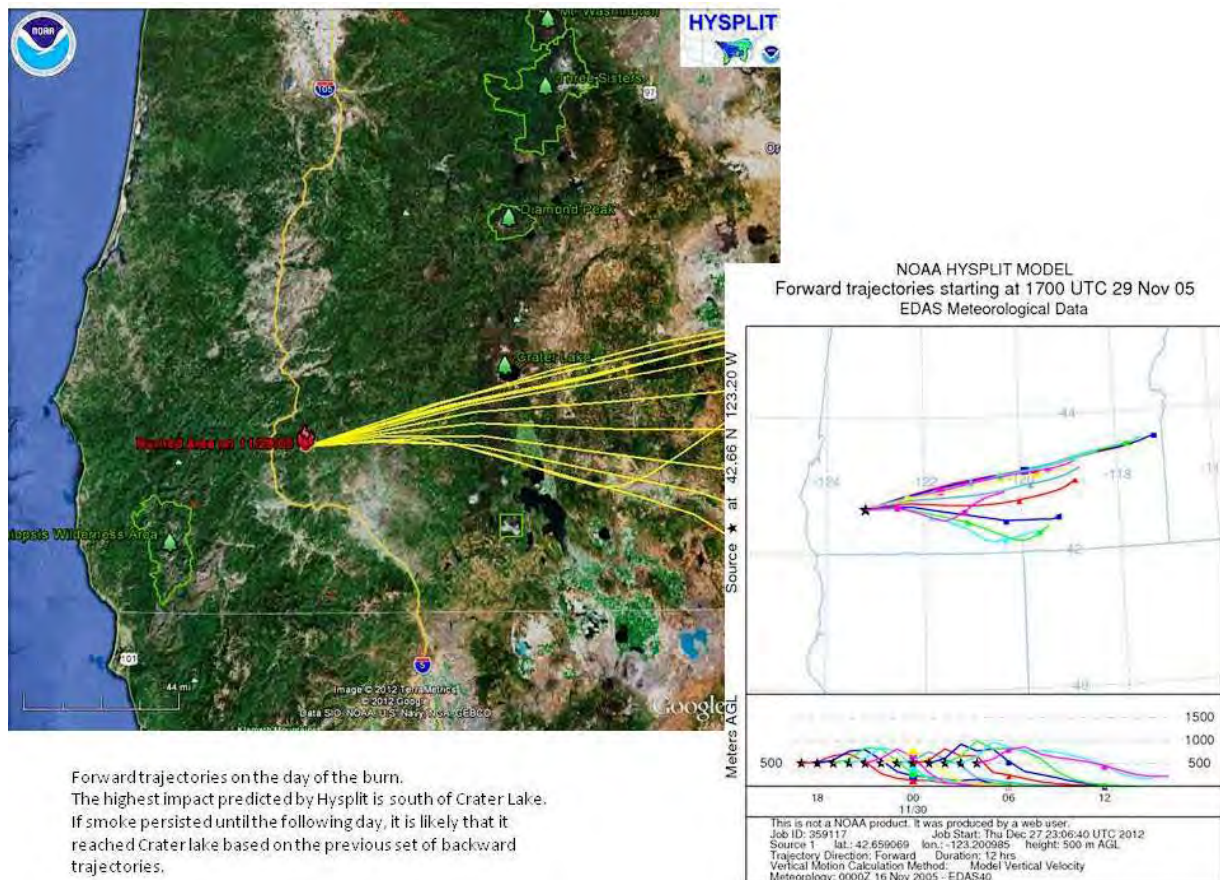 NOAA
HYSPLIT
Mt. Washington
Three Sisters
105
97
Diamond Peak
Crater Lake
Burned Area on
Wilderness Area
101
5
44 mi
Image © 2012 TerraMetrics
© 2012 Google
Data SIO, NOAA, U.S. Navy, NGA, GEBCO
Google
Klamath Mountains
Forward trajectories on the day of the burn.
The highest impact predicted by Hysplit is south of Crater Lake.
If smoke persisted until the following day, it is likely that it
reached Crater lake based on the previous set of backward
trajectories.
NOAA HYSPLIT MODEL
Forward trajectories starting at 1700 UTC 29 Nov 05
EDAS Meteorological Data
Source ★ at 42.66 N 123.20 W
44
-124
-122
-120
-118
42
40
Meters AGL
1500
1000
500
500
18
00
06
12
11/30
This is not a NOAA product. It was produced by a web user.
Job ID: 359117 Job Start: Thu Dec 27 23:06:40 UTC 2012
Source 1 lat.: 42.659069 lon.: -123.200985 height: 500 m AGL
Trajectory Direction: Forward Duration: 12 hrs
Vertical Motion Calculation Method: Model Vertical Velocity
Meteorology: 0000Z 16 Nov 2005 - EDAS40